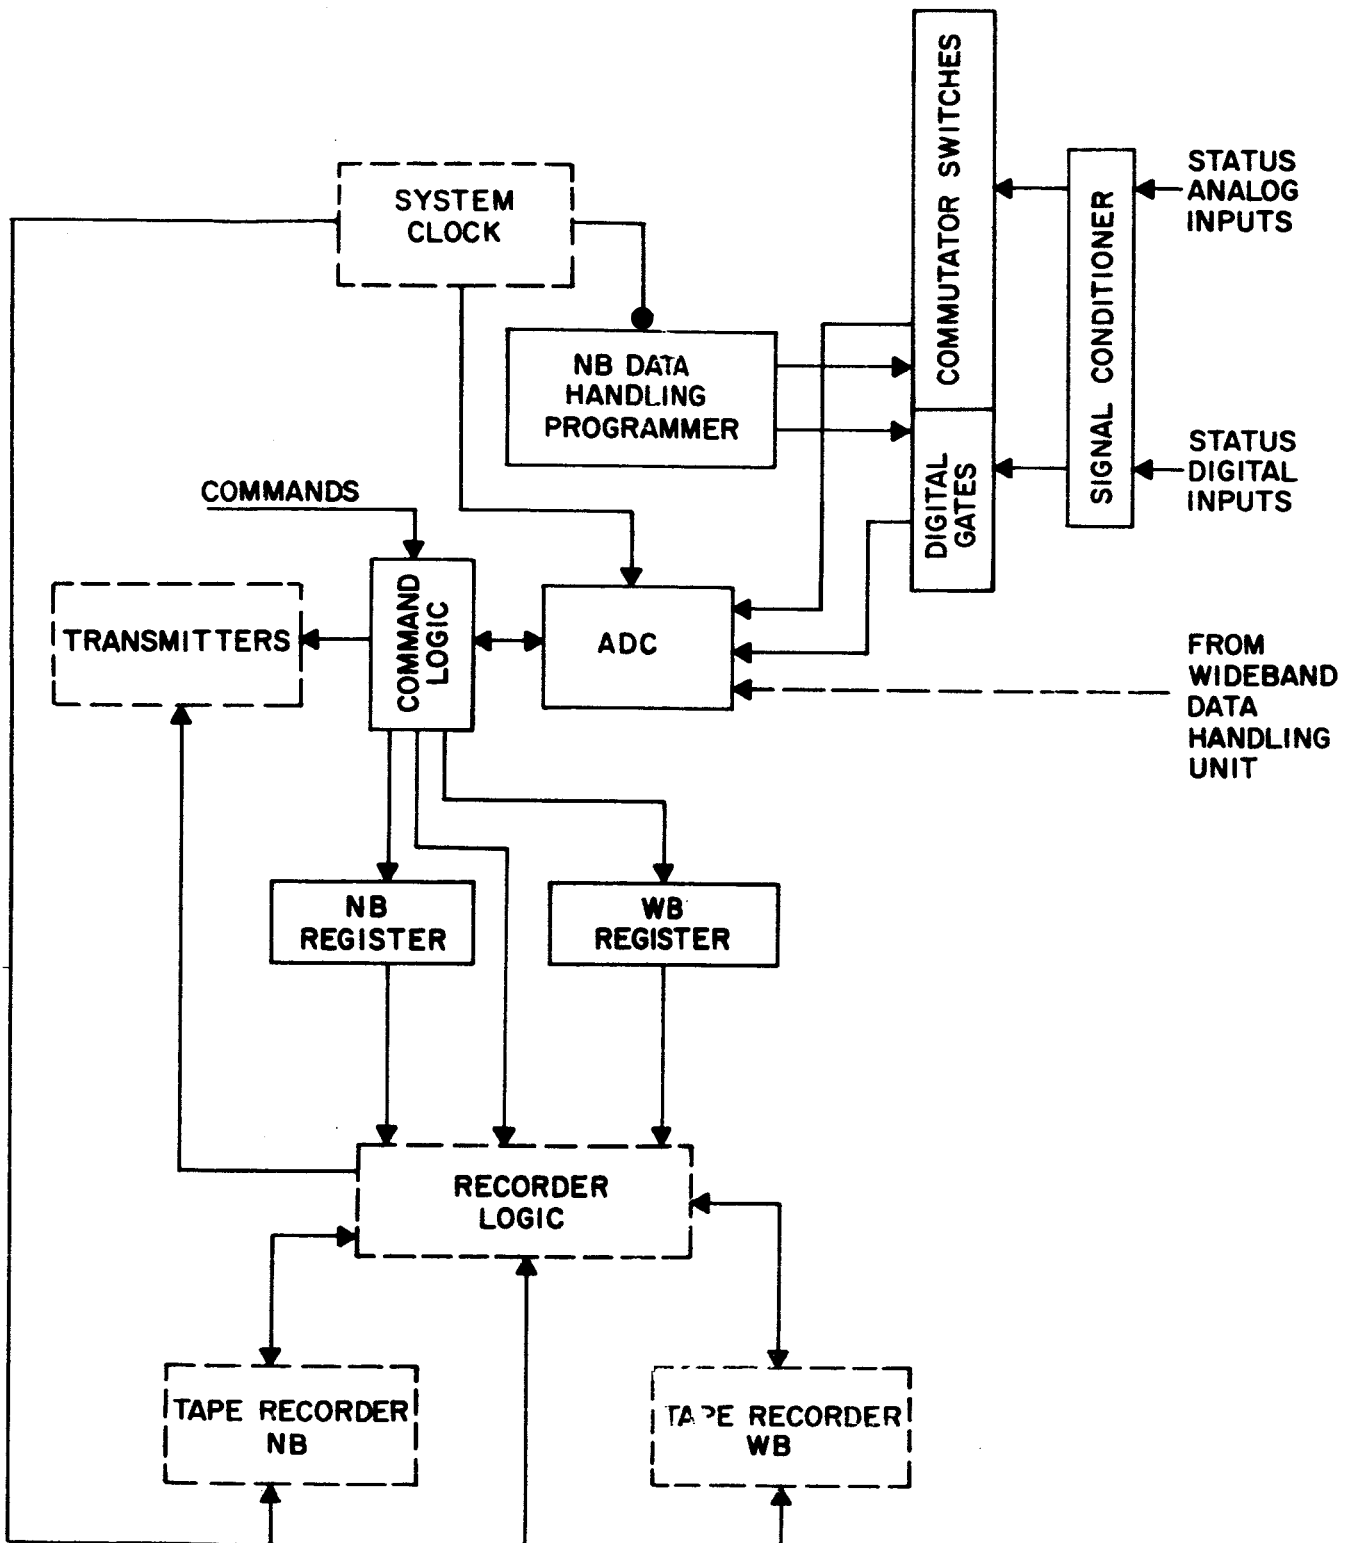 SYSTEM
CLOCK
COMMUTATOR SWITCHES
SIGNAL CONDITIONER
STATUS
ANALOG
INPUTS
NB DATA
HANDLING
PROGRAMMER
DIGITAL
GATES
STATUS
DIGITAL
INPUTS
COMMANDS
TRANSMITTERS
COMMAND
LOGIC
ADC
FROM
WIDEBAND
DATA
HANDLING
UNIT
NB
REGISTER
WB
REGISTER
RECORDER
LOGIC
TAPE RECORDER
NB
TAPE RECORDER
WB